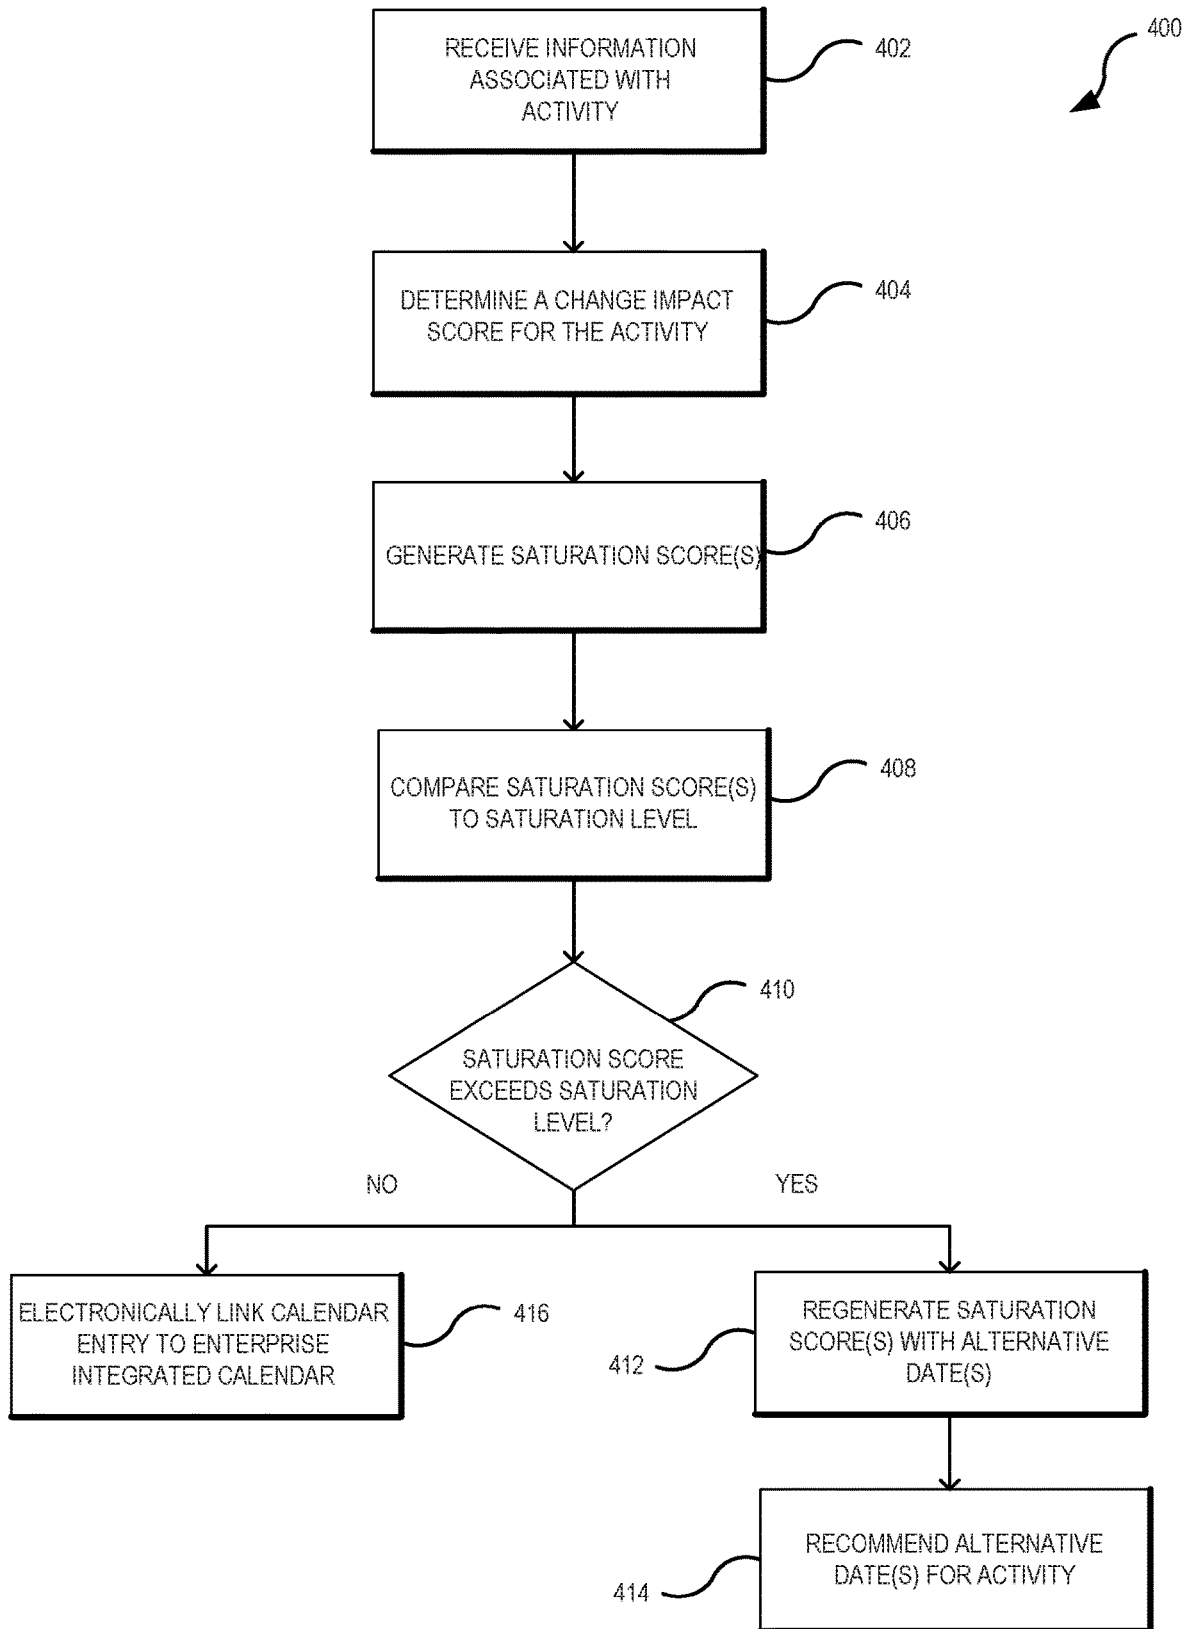 400
RECEIVE INFORMATION
ASSOCIATED WITH
ACTIVITY
402
DETERMINE A CHANGE IMPACT
SCORE FOR THE ACTIVITY
404
GENERATE SATURATION SCORE(S)
406
COMPARE SATURATION SCORE(S)
TO SATURATION LEVEL
408
SATURATION SCORE
EXCEEDS SATURATION
LEVEL?
410
NO
YES
ELECTRONICALLY LINK CALENDAR
ENTRY TO ENTERPRISE
INTEGRATED CALENDAR
416
REGENERATE SATURATION
SCORE(S) WITH ALTERNATIVE
DATE(S)
412
RECOMMEND ALTERNATIVE
DATE(S) FOR ACTIVITY
414